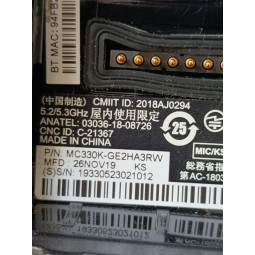 BT MAC: 94FB2
(中国制造) CMIIT ID: 2018AJ0294
5.2/5.3GHz 屋内使用限定
ANATEL: 03036-18-08726
CNC ID: C-21367
MADE IN CHINA
25
MIC/KS
総務省指
第AC-1803
P/N: MC330K-GE2HA3RW
MFD: 26NOV19 KS
(S)S/N: 19330523021012